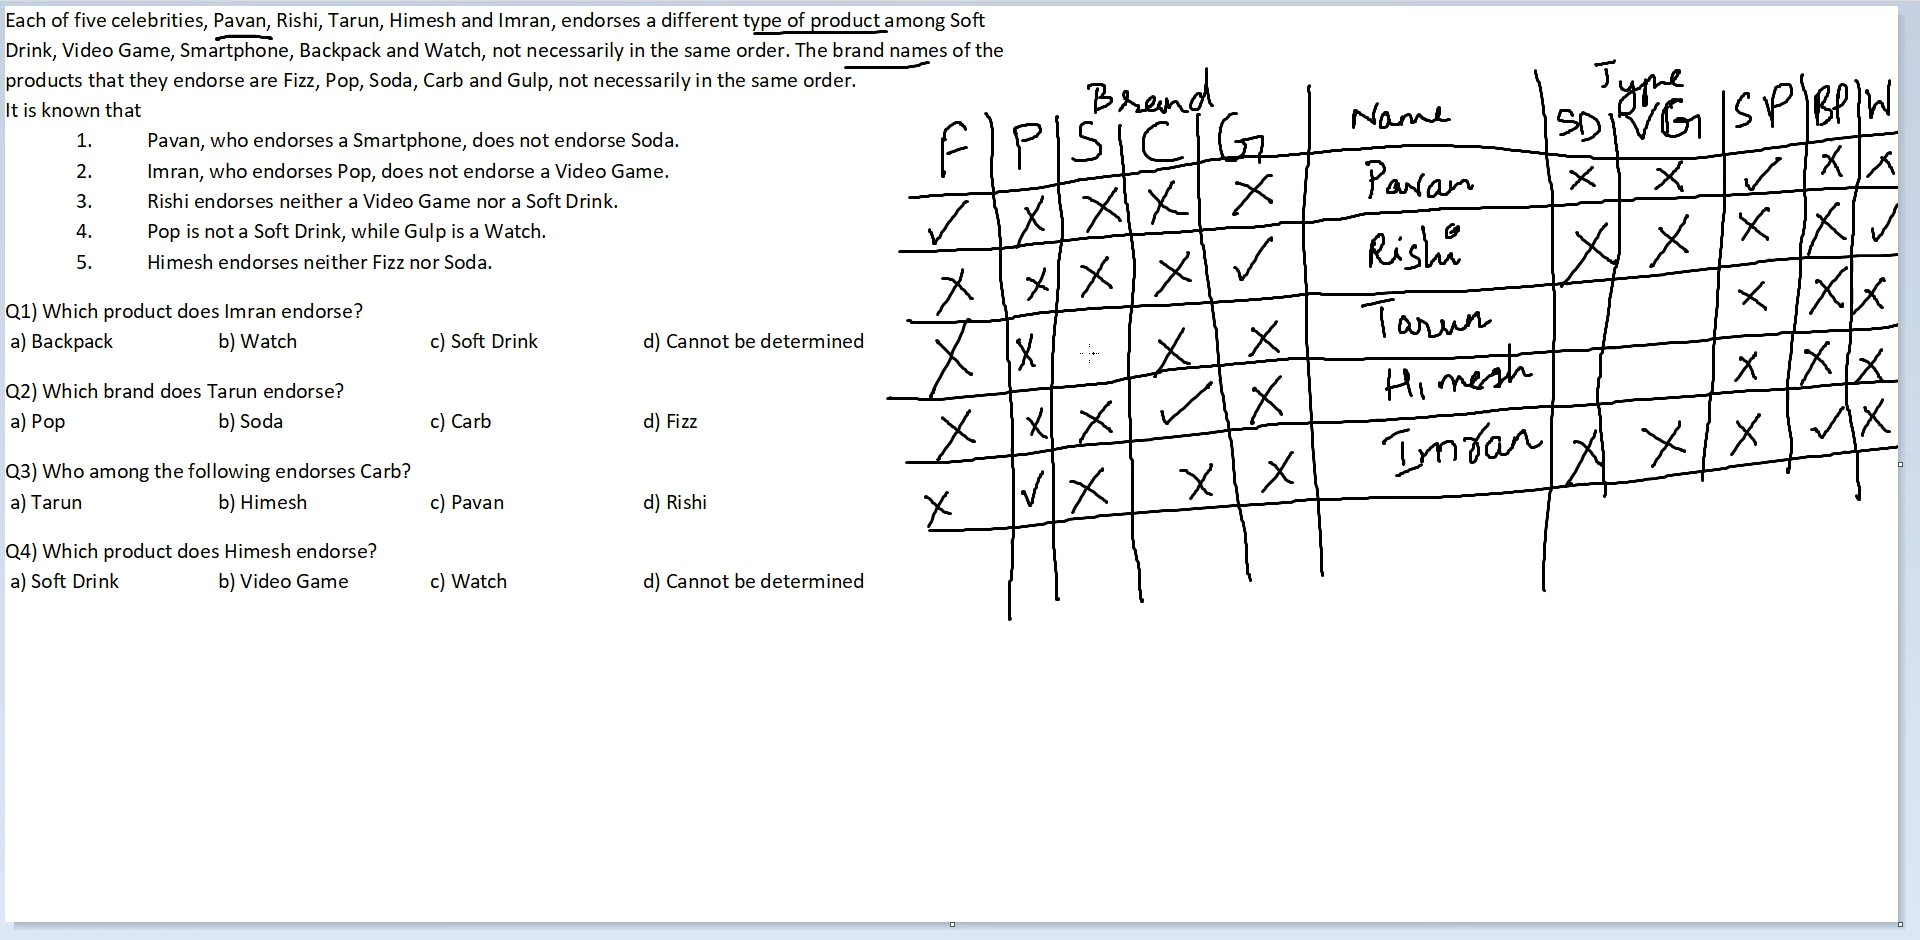 Each of five celebrities, Pavan, Rishi, Tarun, Himesh and Imran, endorses a different type of product among Soft
Drink, Video Game, Smartphone, Backpack and Watch, not necessarily in the same order. The brand names of the
products that they endorse are Fizz, Pop, Soda, Carb and Gulp, not necessarily in the same order.
It is known that
1. Pavan, who endorses a Smartphone, does not endorse Soda.
2. Imran, who endorses Pop, does not endorse a Video Game.
3. Rishi endorses neither a Video Game nor a Soft Drink.
4. Pop is not a Soft Drink, while Gulp is a Watch.
5. Himesh endorses neither Fizz nor Soda.
Q1) Which product does Imran endorse?
a) Backpack b) Watch c) Soft Drink d) Cannot be determined
Q2) Which brand does Tarun endorse?
a) Pop b) Soda c) Carb d) Fizz
Q3) Who among the following endorses Carb?
a) Tarun b) Himesh c) Pavan d) Rishi
Q4) Which product does Himesh endorse?
a) Soft Drink b) Video Game c) Watch d) Cannot be determined
Brand Type
F P S C G Name SD VG SP BP W
✓ X X X X Pavan X X ✓ X X
X X X X ✓ Rishi X X X X ✓
X X X X Tarun X X X
X X X ✓ X Himesh X X X
X ✓ X X X Imran X X X ✓ X